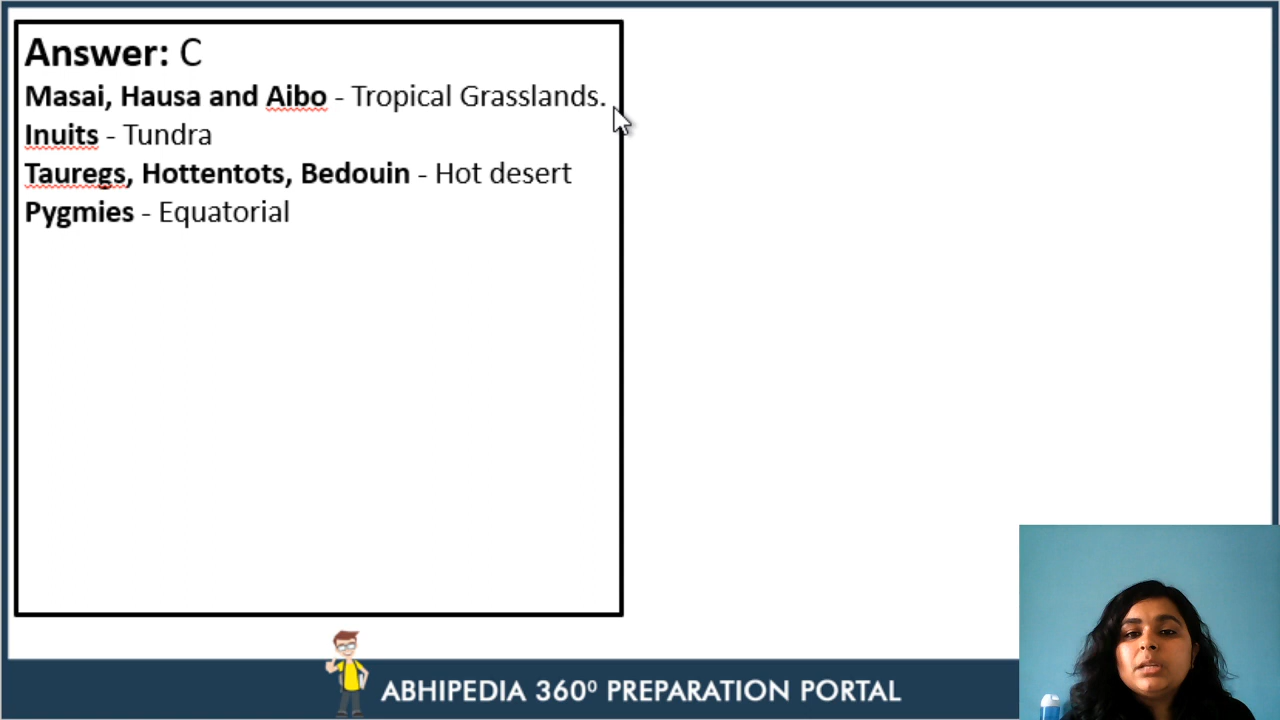 Answer: C
Masai, Hausa and Aibo - Tropical Grasslands.
Inuits - Tundra
Tauregs, Hottentots, Bedouin - Hot desert
Pygmies - Equatorial
ABHIPEDIA 360⁰ PREPARATION PORTAL